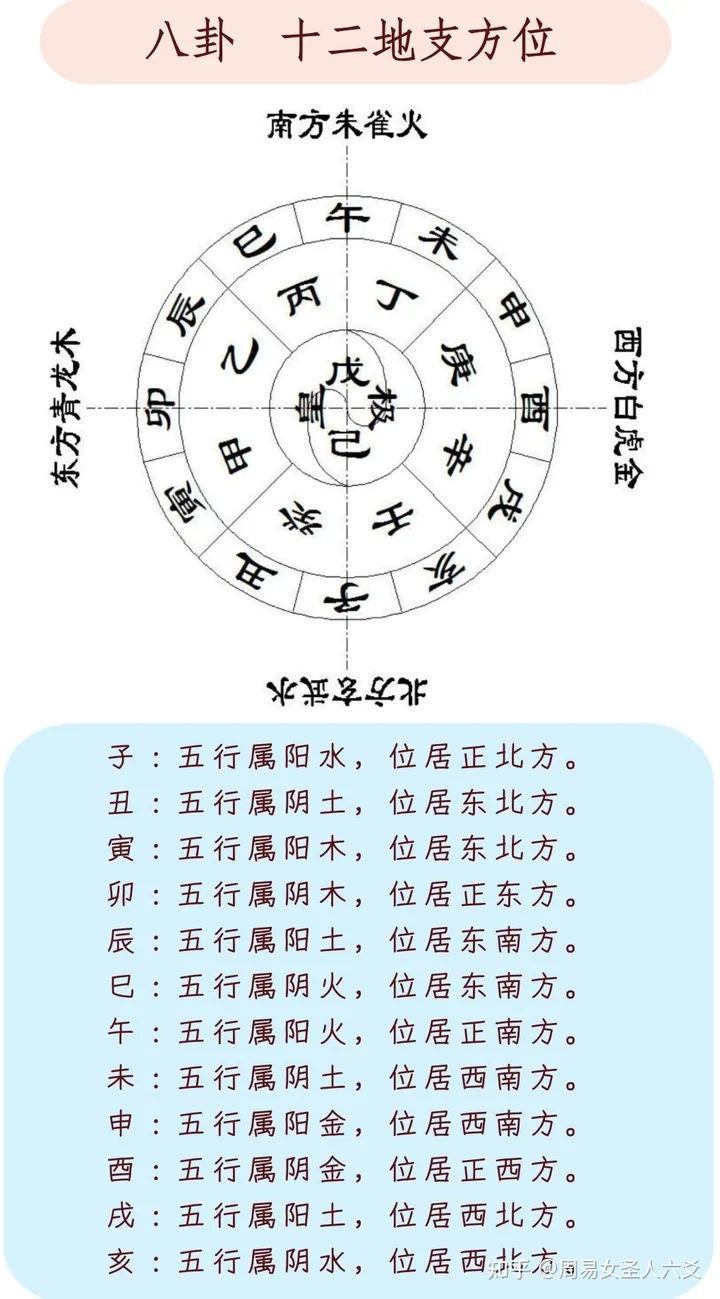 八卦 十二地支方位
南方朱雀火
午
巳 未
辰 申
丙 丁
乙 庚
戊
东方青龙木
卯
皇 极
酉
西方白虎金
己
甲 辛
寅 戌
癸 壬
丑 亥
子
北方玄武水
子：五行属阳水，位居正北方。
丑：五行属阴土，位居东北方。
寅：五行属阳木，位居东北方。
卯：五行属阴木，位居正东方。
辰：五行属阳土，位居东南方。
巳：五行属阴火，位居东南方。
午：五行属阳火，位居正南方。
未：五行属阴土，位居西南方。
申：五行属阳金，位居西南方。
酉：五行属阴金，位居正西方。
戌：五行属阳土，位居西北方。
亥：五行属阴水，位居西北方。
知乎 @周易女圣人六爻